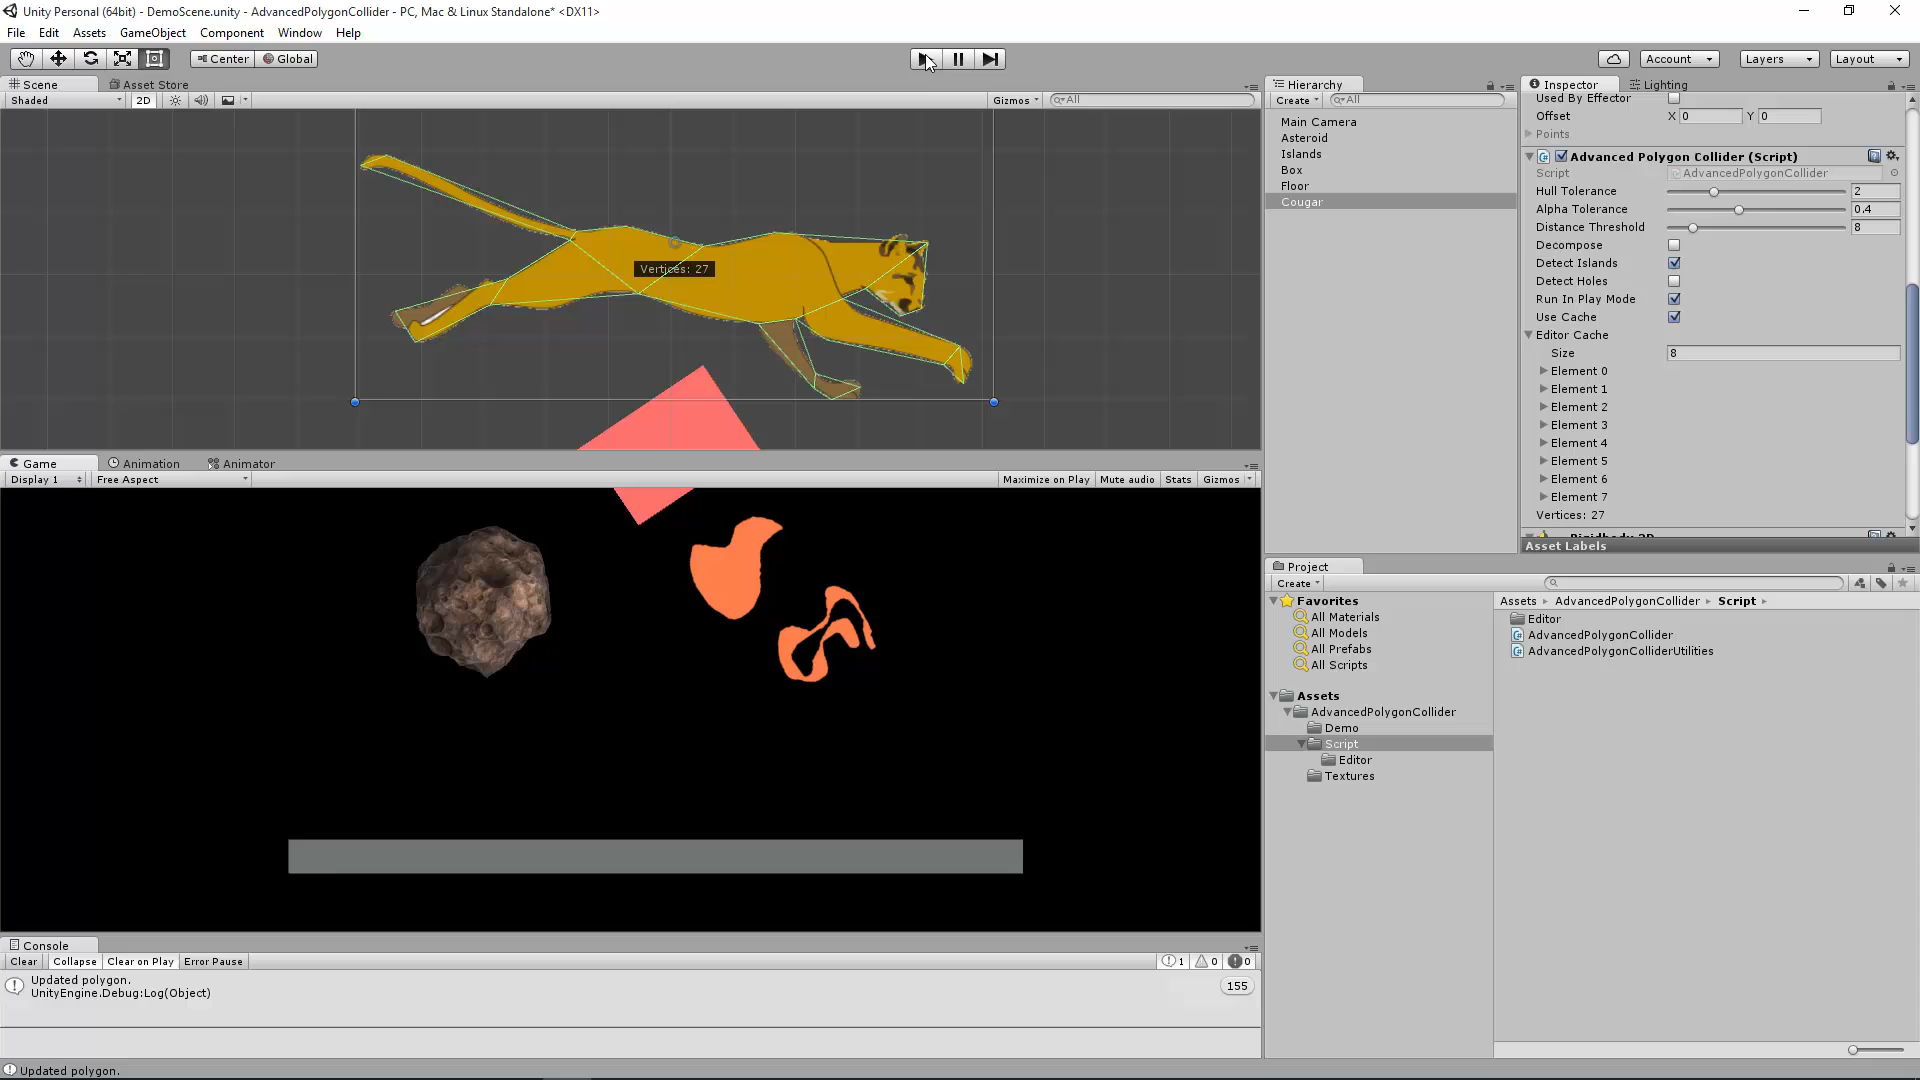 Unity Personal (64bit) - DemoScene.unity - AdvancedPolygonCollider - PC, Mac & Linux Standalone* <DX11>
File Edit Assets GameObject Component Window Help
Center Global
Account Layers Layout
Scene Asset Store
Shaded 2D Gizmos All
Vertices: 27
Game Animation Animator
Display 1 Free Aspect Maximize on Play Mute audio Stats Gizmos
Console
Clear Collapse Clear on Play Error Pause 1 0 0
Updated polygon.
UnityEngine.Debug:Log(Object)
155
Updated polygon.
Hierarchy
Create All
Main Camera
Asteroid
Islands
Box
Floor
Cougar
Inspector Lighting
Used By Effector
Offset X 0 Y 0
Points
Advanced Polygon Collider (Script)
Script AdvancedPolygonCollider
Hull Tolerance 2
Alpha Tolerance 0.4
Distance Threshold 8
Decompose
Detect Islands
Detect Holes
Run In Play Mode
Use Cache
Editor Cache
Size 8
Element 0
Element 1
Element 2
Element 3
Element 4
Element 5
Element 6
Element 7
Vertices: 27
Rigidbody 2D
Asset Labels
Project
Create
Favorites
All Materials
All Models
All Prefabs
All Scripts
Assets
AdvancedPolygonCollider
Demo
Script
Editor
Textures
Assets AdvancedPolygonCollider Script
Editor
AdvancedPolygonCollider
AdvancedPolygonColliderUtilities